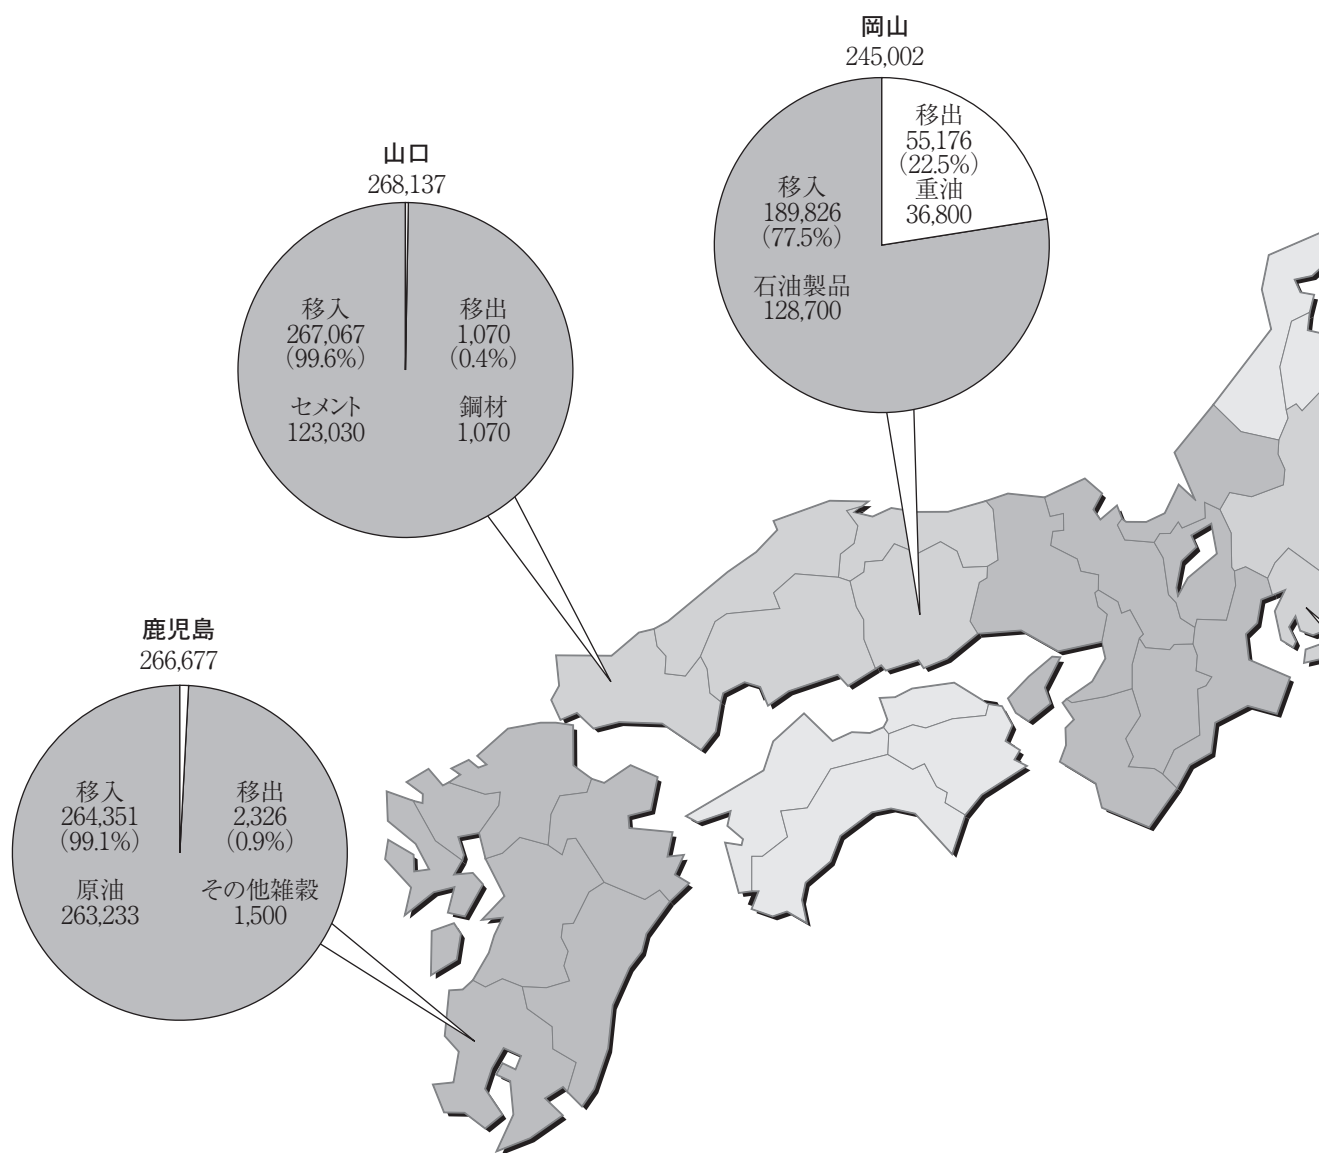 岡山
245,002
移出
55,176
(22.5%)
重油
36,800
移入
189,826
(77.5%)
石油製品
128,700
山口
268,137
移入
267,067
(99.6%)
セメント
123,030
移出
1,070
(0.4%)
鋼材
1,070
鹿児島
266,677
移入
264,351
(99.1%)
原油
263,233
移出
2,326
(0.9%)
その他雑穀
1,500